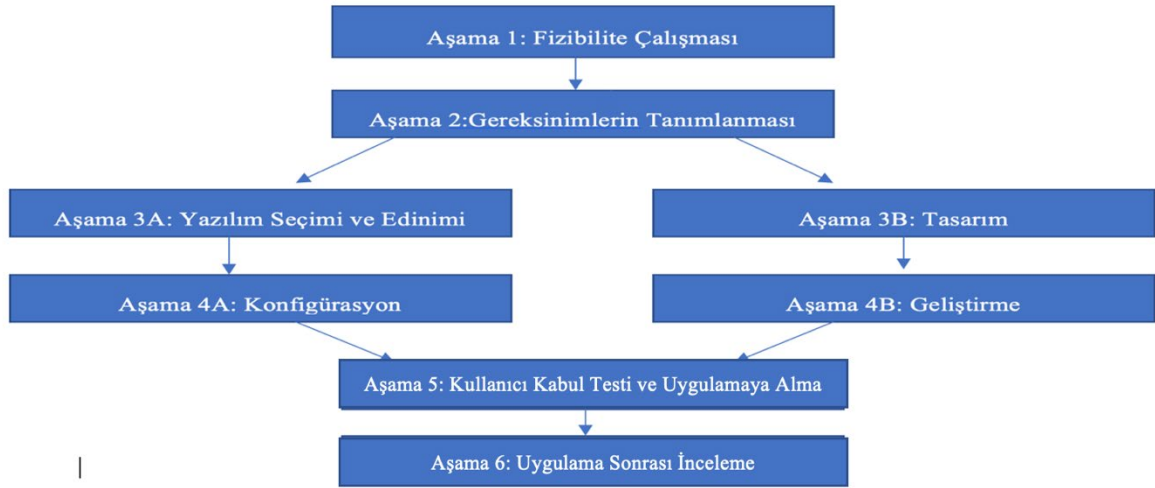 Aşama 1: Fizibilite Çalışması
Aşama 2:Gereksinimlerin Tanımlanması
Aşama 3A: Yazılım Seçimi ve Edinimi
Aşama 3B: Tasarım
Aşama 4A: Konfigürasyon
Aşama 4B: Geliştirme
Aşama 5: Kullanıcı Kabul Testi ve Uygulamaya Alma
Aşama 6: Uygulama Sonrası İnceleme